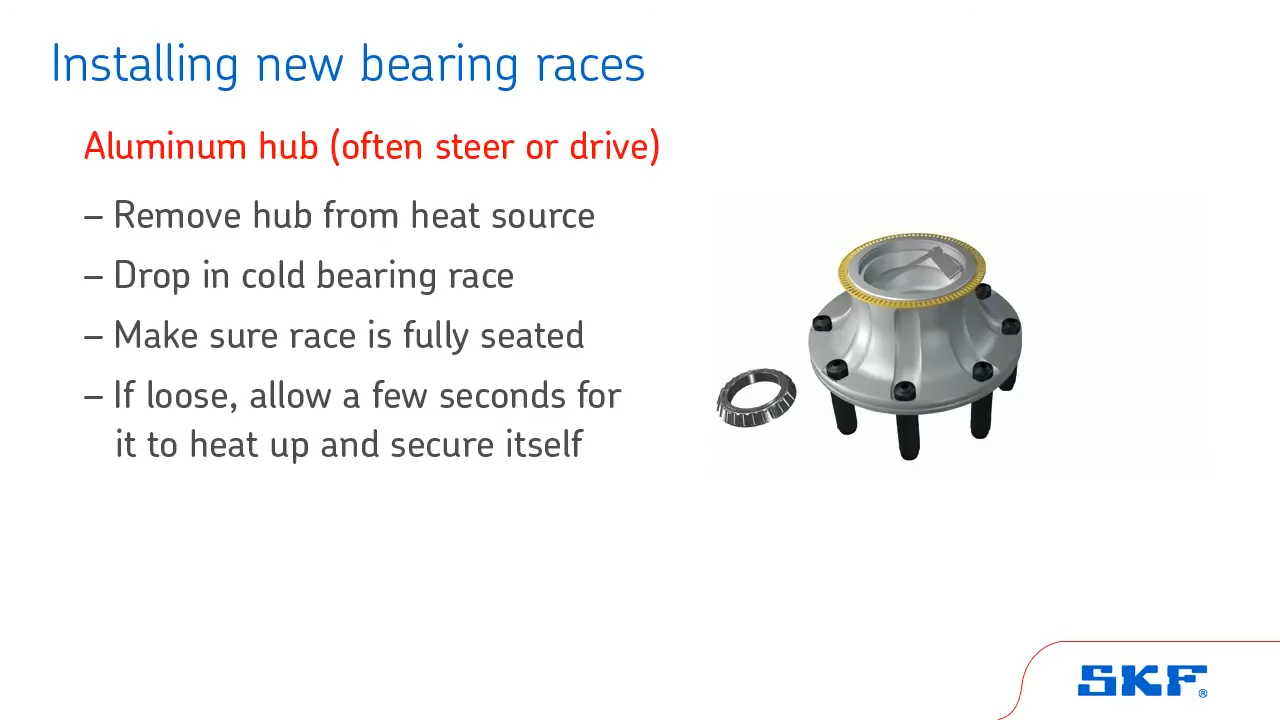 Installing new bearing races
Aluminum hub (often steer or drive)
– Remove hub from heat source
– Drop in cold bearing race
– Make sure race is fully seated
– If loose, allow a few seconds for
it to heat up and secure itself
SKF®